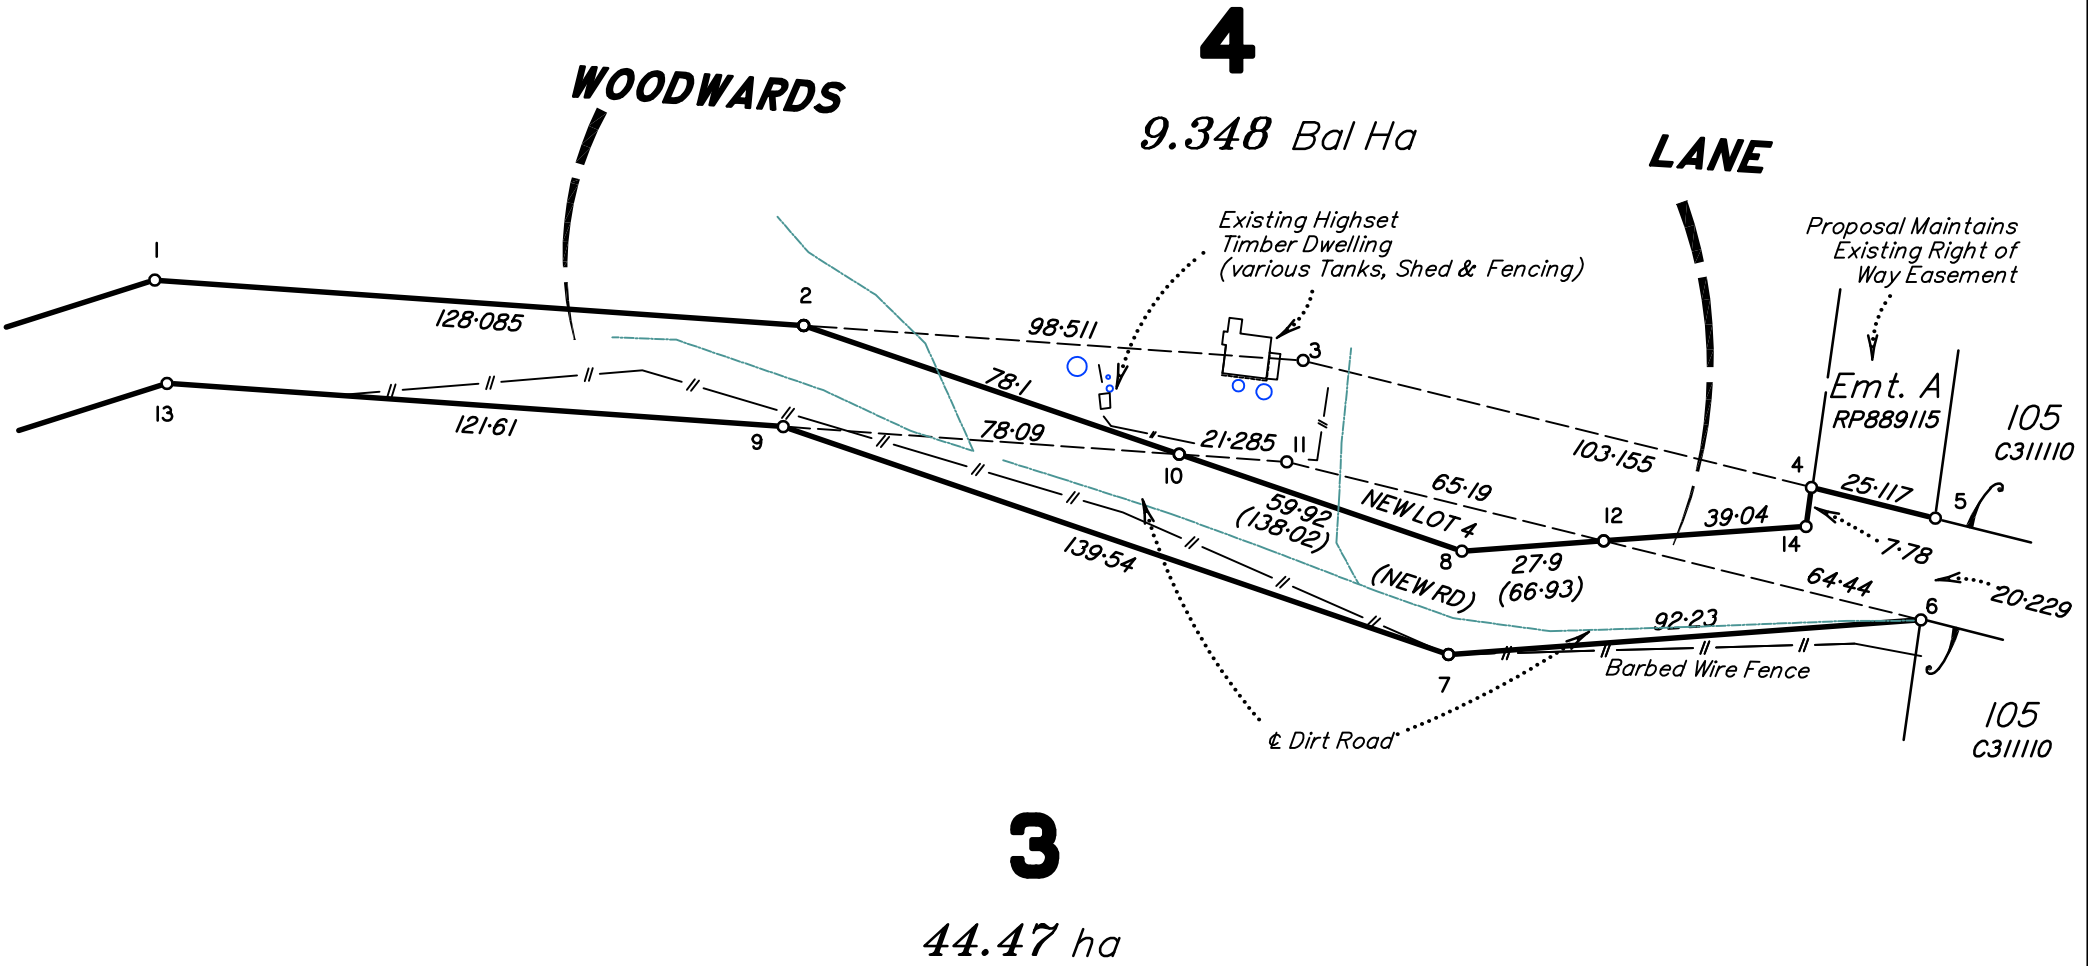 4
9.348 Bal Ha
WOODWARDS
LANE
Existing Highset
Timber Dwelling
(various Tanks, Shed & Fencing)
Proposal Maintains
Existing Right of
Way Easement
1
2
128·085
98·511
3
Emt. A
RP889115
105
C311110
13
121·61
9
78·1
78·09
21·285
11
10
103·155
4
25·117
5
65·19
59·92
(138·02)
NEW LOT 4
12
39·04
14
7·78
8
27·9
(66·93)
(NEW RD)
139·54
64·44
20·229
6
92·23
7
Barbed Wire Fence
℄ Dirt Road
105
C311110
3
44.47 ha